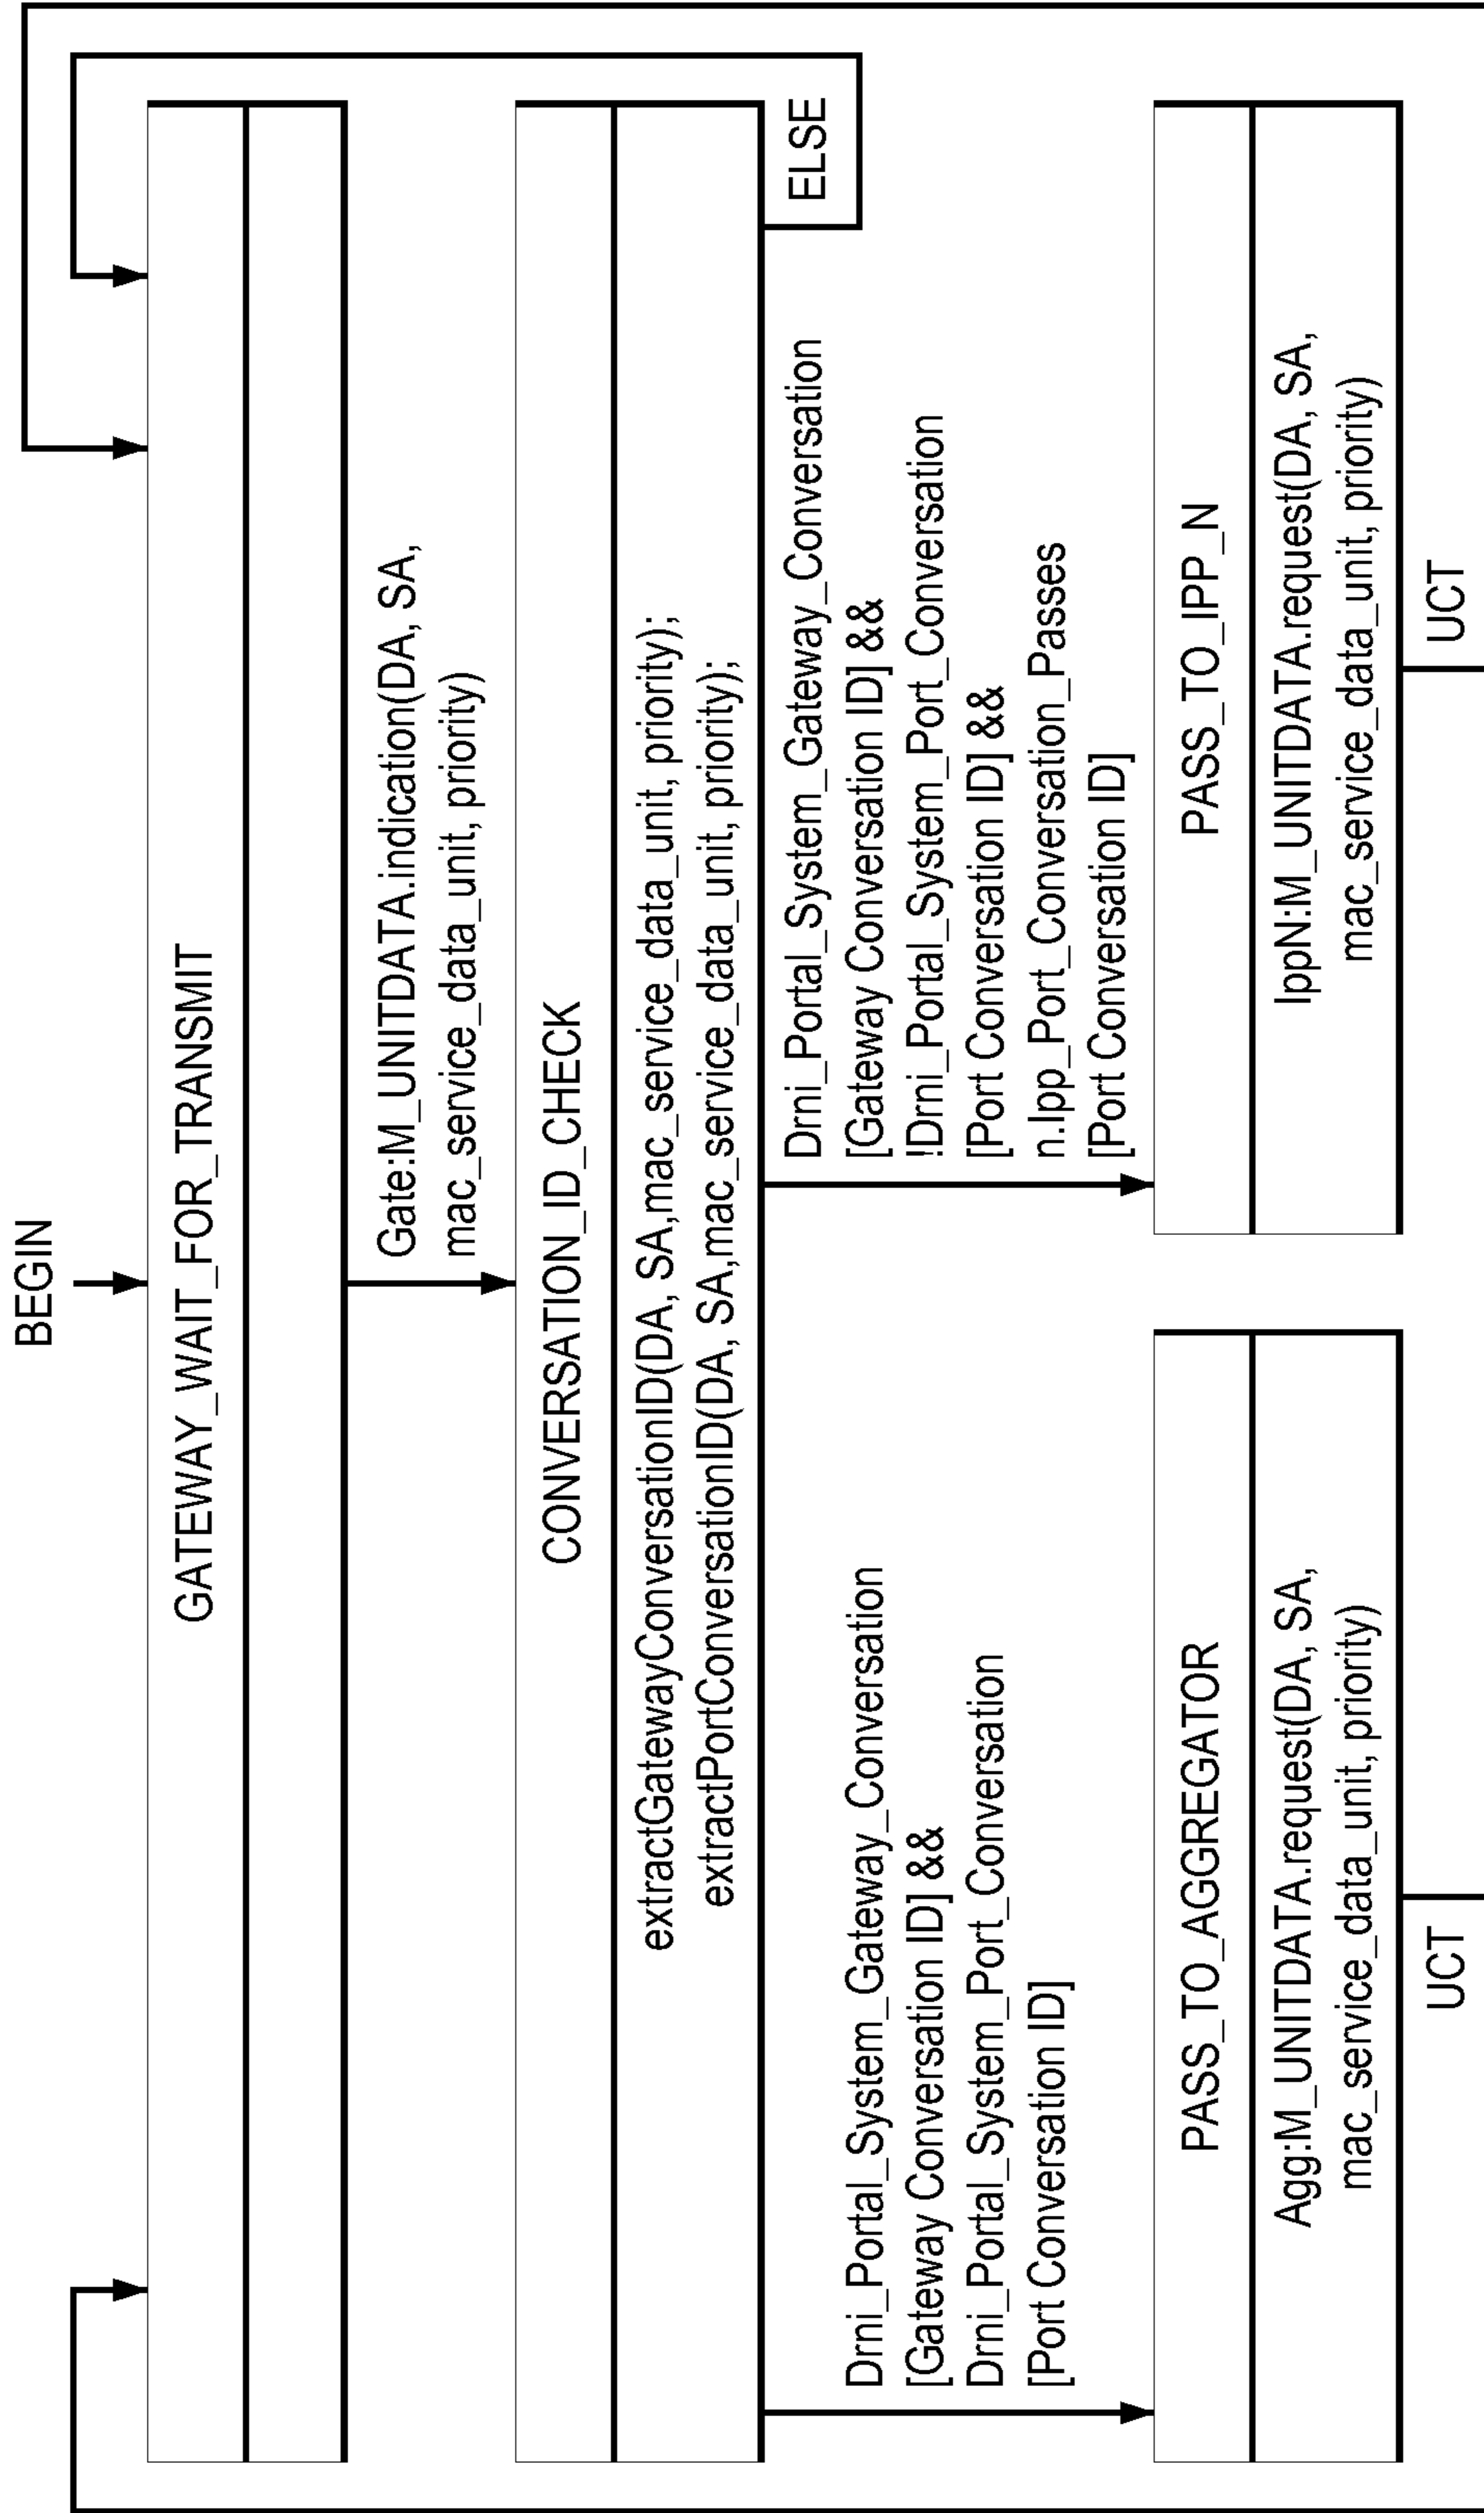 BEGIN
GATEWAY_WAIT_FOR_TRANSMIT
Gate:M_UNITDATA.indication(DA, SA,
mac_service_data_unit, priority)
CONVERSATION_ID_CHECK
extractGatewayConversationID(DA, SA,mac_service_data_unit, priority);
extractPortConversationID(DA, SA,mac_service_data_unit, priority);
ELSE
Drni_Portal_System_Gateway_Conversation
[Gateway Conversion ID] &&
Drni_Portal_System_Port_Conversation
[Port Conversation ID]
Drni_Portal_System_Gateway_Conversation
[Gateway Conversion ID] &&
!Drni_Portal_System_Port_Conversation
[Port Conversation ID] &&
n.Ipp_Port_Conversation_Passes
[Port Conversation ID]
PASS_TO_AGGREGATOR
Agg:M_UNITDATA.request(DA, SA,
mac_service_data_unit, priority)
UCT
PASS_TO_IPP_N
IppN:M_UNITDATA.request(DA, SA,
mac_service_data_unit, priority)
UCT